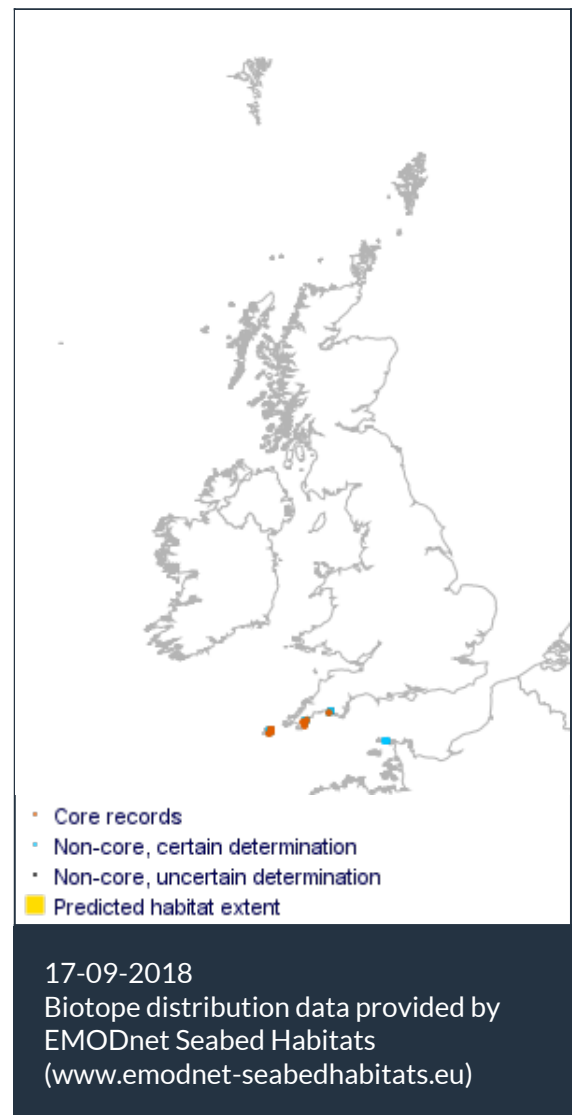 Core records
Non-core, certain determination
Non-core, uncertain determination
Predicted habitat extent
17-09-2018
Biotope distribution data provided by
EMODnet Seabed Habitats
(www.emodnet-seabedhabitats.eu)